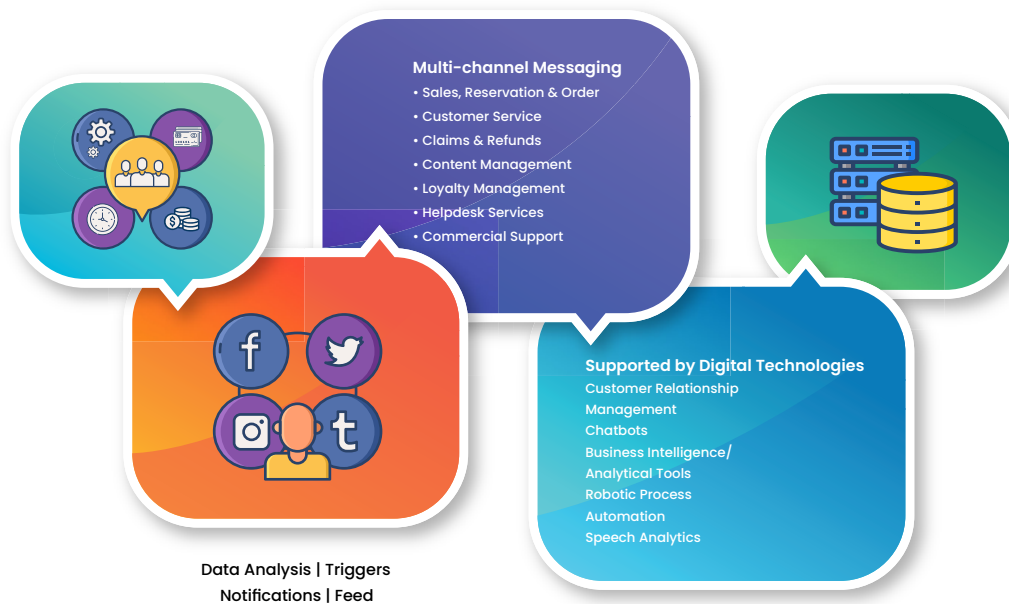 Multi-channel Messaging
• Sales, Reservation & Order
• Customer Service
• Claims & Refunds
• Content Management
• Loyalty Management
• Helpdesk Services
• Commercial Support
Supported by Digital Technologies
Customer Relationship
Management
Chatbots
Business Intelligence/
Analytical Tools
Robotic Process
Automation
Speech Analytics
Data Analysis | Triggers
Notifications | Feed